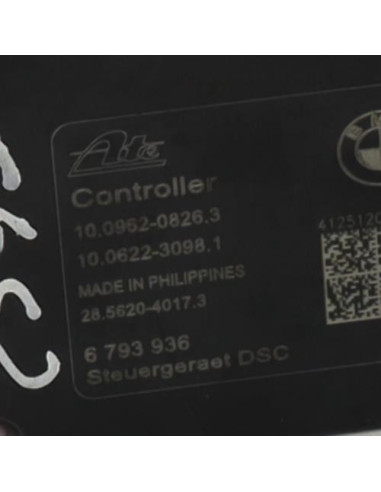 Ate
Controller
10.0962-0826.3
10.0622-3098.1
MADE IN PHILIPPINES
28.5620-4017.3
6 793 936
Steuergeraet DSC
BM